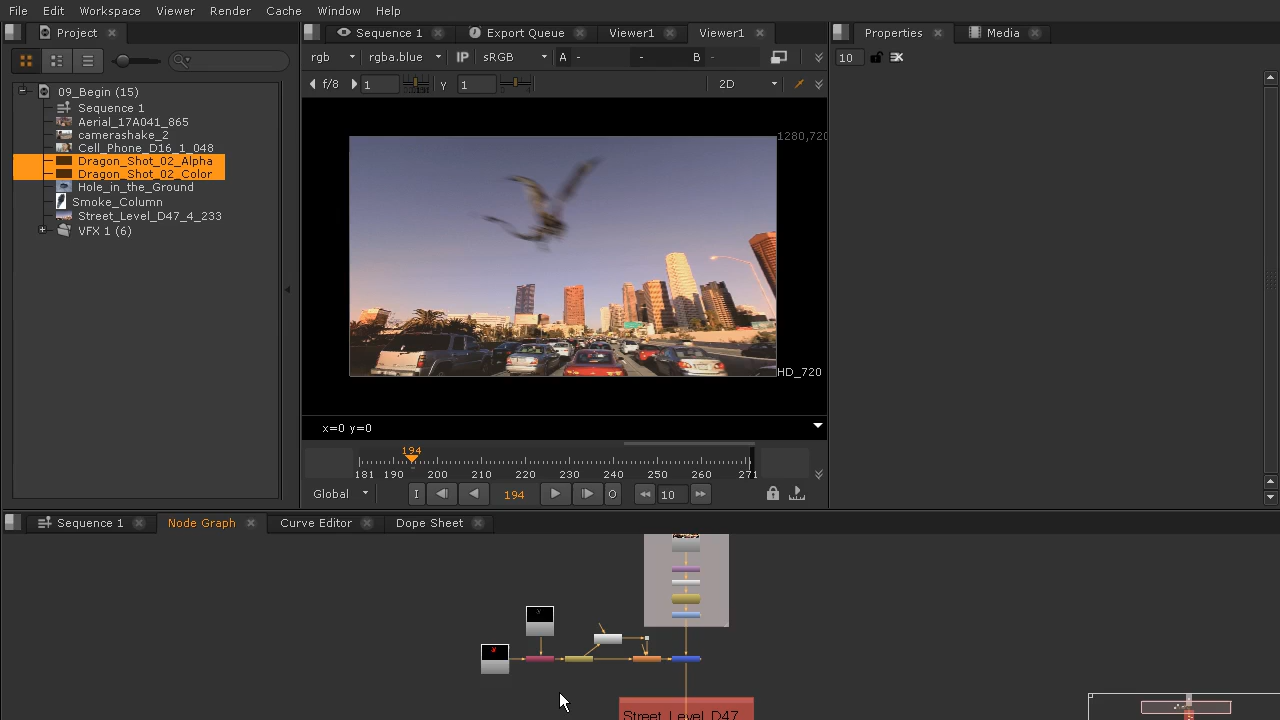 File Edit Workspace Viewer Render Cache Window Help
Project Sequence 1 Export Queue Viewer1 Viewer1 Properties Media
rgb rgba.blue IP sRGB A - - B - 10
f/8 1 y 1 2D
09_Begin (15)
Sequence 1
Aerial_17A041_865
camerashake_2
Cell_Phone_D16_1_048
Dragon_Shot_02_Alpha
Dragon_Shot_02_Color
Hole_in_the_Ground
Smoke_Column
Street_Level_D47_4_233
VFX 1 (6)
1280,720
HD_720
x=0 y=0
194
181 190 200 210 220 230 240 250 260 271
Global I 194 O 10
Sequence 1 Node Graph Curve Editor Dope Sheet
Street_Level_D47_